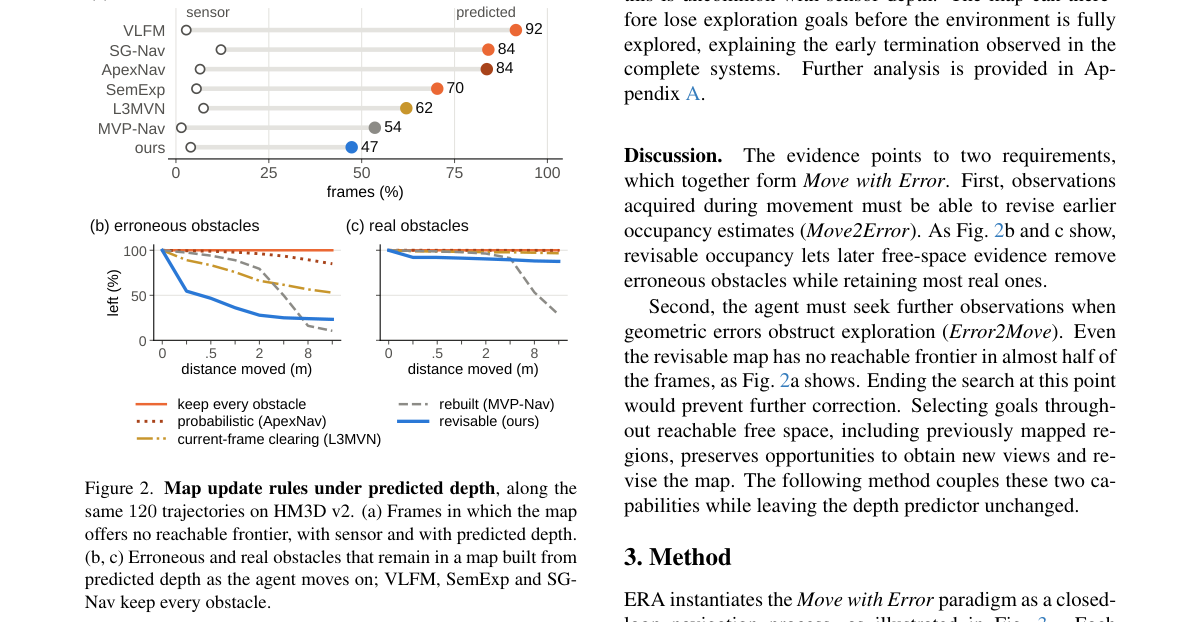 sensor predicted
VLFM 92
SG-Nav 84
ApexNav 84
SemExp 70
L3MVN 62
MVP-Nav 54
ours 47
0 25 50 75 100
frames (%)
(b) erroneous obstacles
(c) real obstacles
left (%)
100
50
0
0 .5 2 8
distance moved (m)
0 .5 2 8
distance moved (m)
keep every obstacle
probabilistic (ApexNav)
current-frame clearing (L3MVN)
rebuilt (MVP-Nav)
revisable (ours)
Figure 2. Map update rules under predicted depth, along the
same 120 trajectories on HM3D v2. (a) Frames in which the map
offers no reachable frontier, with sensor and with predicted depth.
(b, c) Erroneous and real obstacles that remain in a map built from
predicted depth as the agent moves on; VLFM, SemExp and SG-
Nav keep every obstacle.
fore lose exploration goals before the environment is fully
explored, explaining the early termination observed in the
complete systems. Further analysis is provided in Ap-
pendix A.
Discussion. The evidence points to two requirements,
which together form Move with Error. First, observations
acquired during movement must be able to revise earlier
occupancy estimates (Move2Error). As Fig. 2b and c show,
revisable occupancy lets later free-space evidence remove
erroneous obstacles while retaining most real ones.
Second, the agent must seek further observations when
geometric errors obstruct exploration (Error2Move). Even
the revisable map has no reachable frontier in almost half of
the frames, as Fig. 2a shows. Ending the search at this point
would prevent further correction. Selecting goals through-
out reachable free space, including previously mapped re-
gions, preserves opportunities to obtain new views and re-
vise the map. The following method couples these two ca-
pabilities while leaving the depth predictor unchanged.
3. Method
ERA instantiates the Move with Error paradigm as a closed-